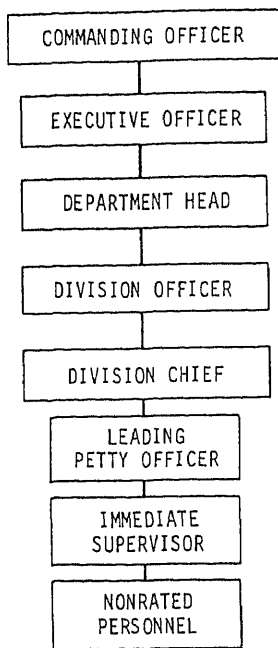 COMMANDING OFFICER
EXECUTIVE OFFICER
DEPARTMENT HEAD
DIVISION OFFICER
DIVISION CHIEF
LEADING
PETTY OFFICER
IMMEDIATE
SUPERVISOR
NONRATED
PERSONNEL